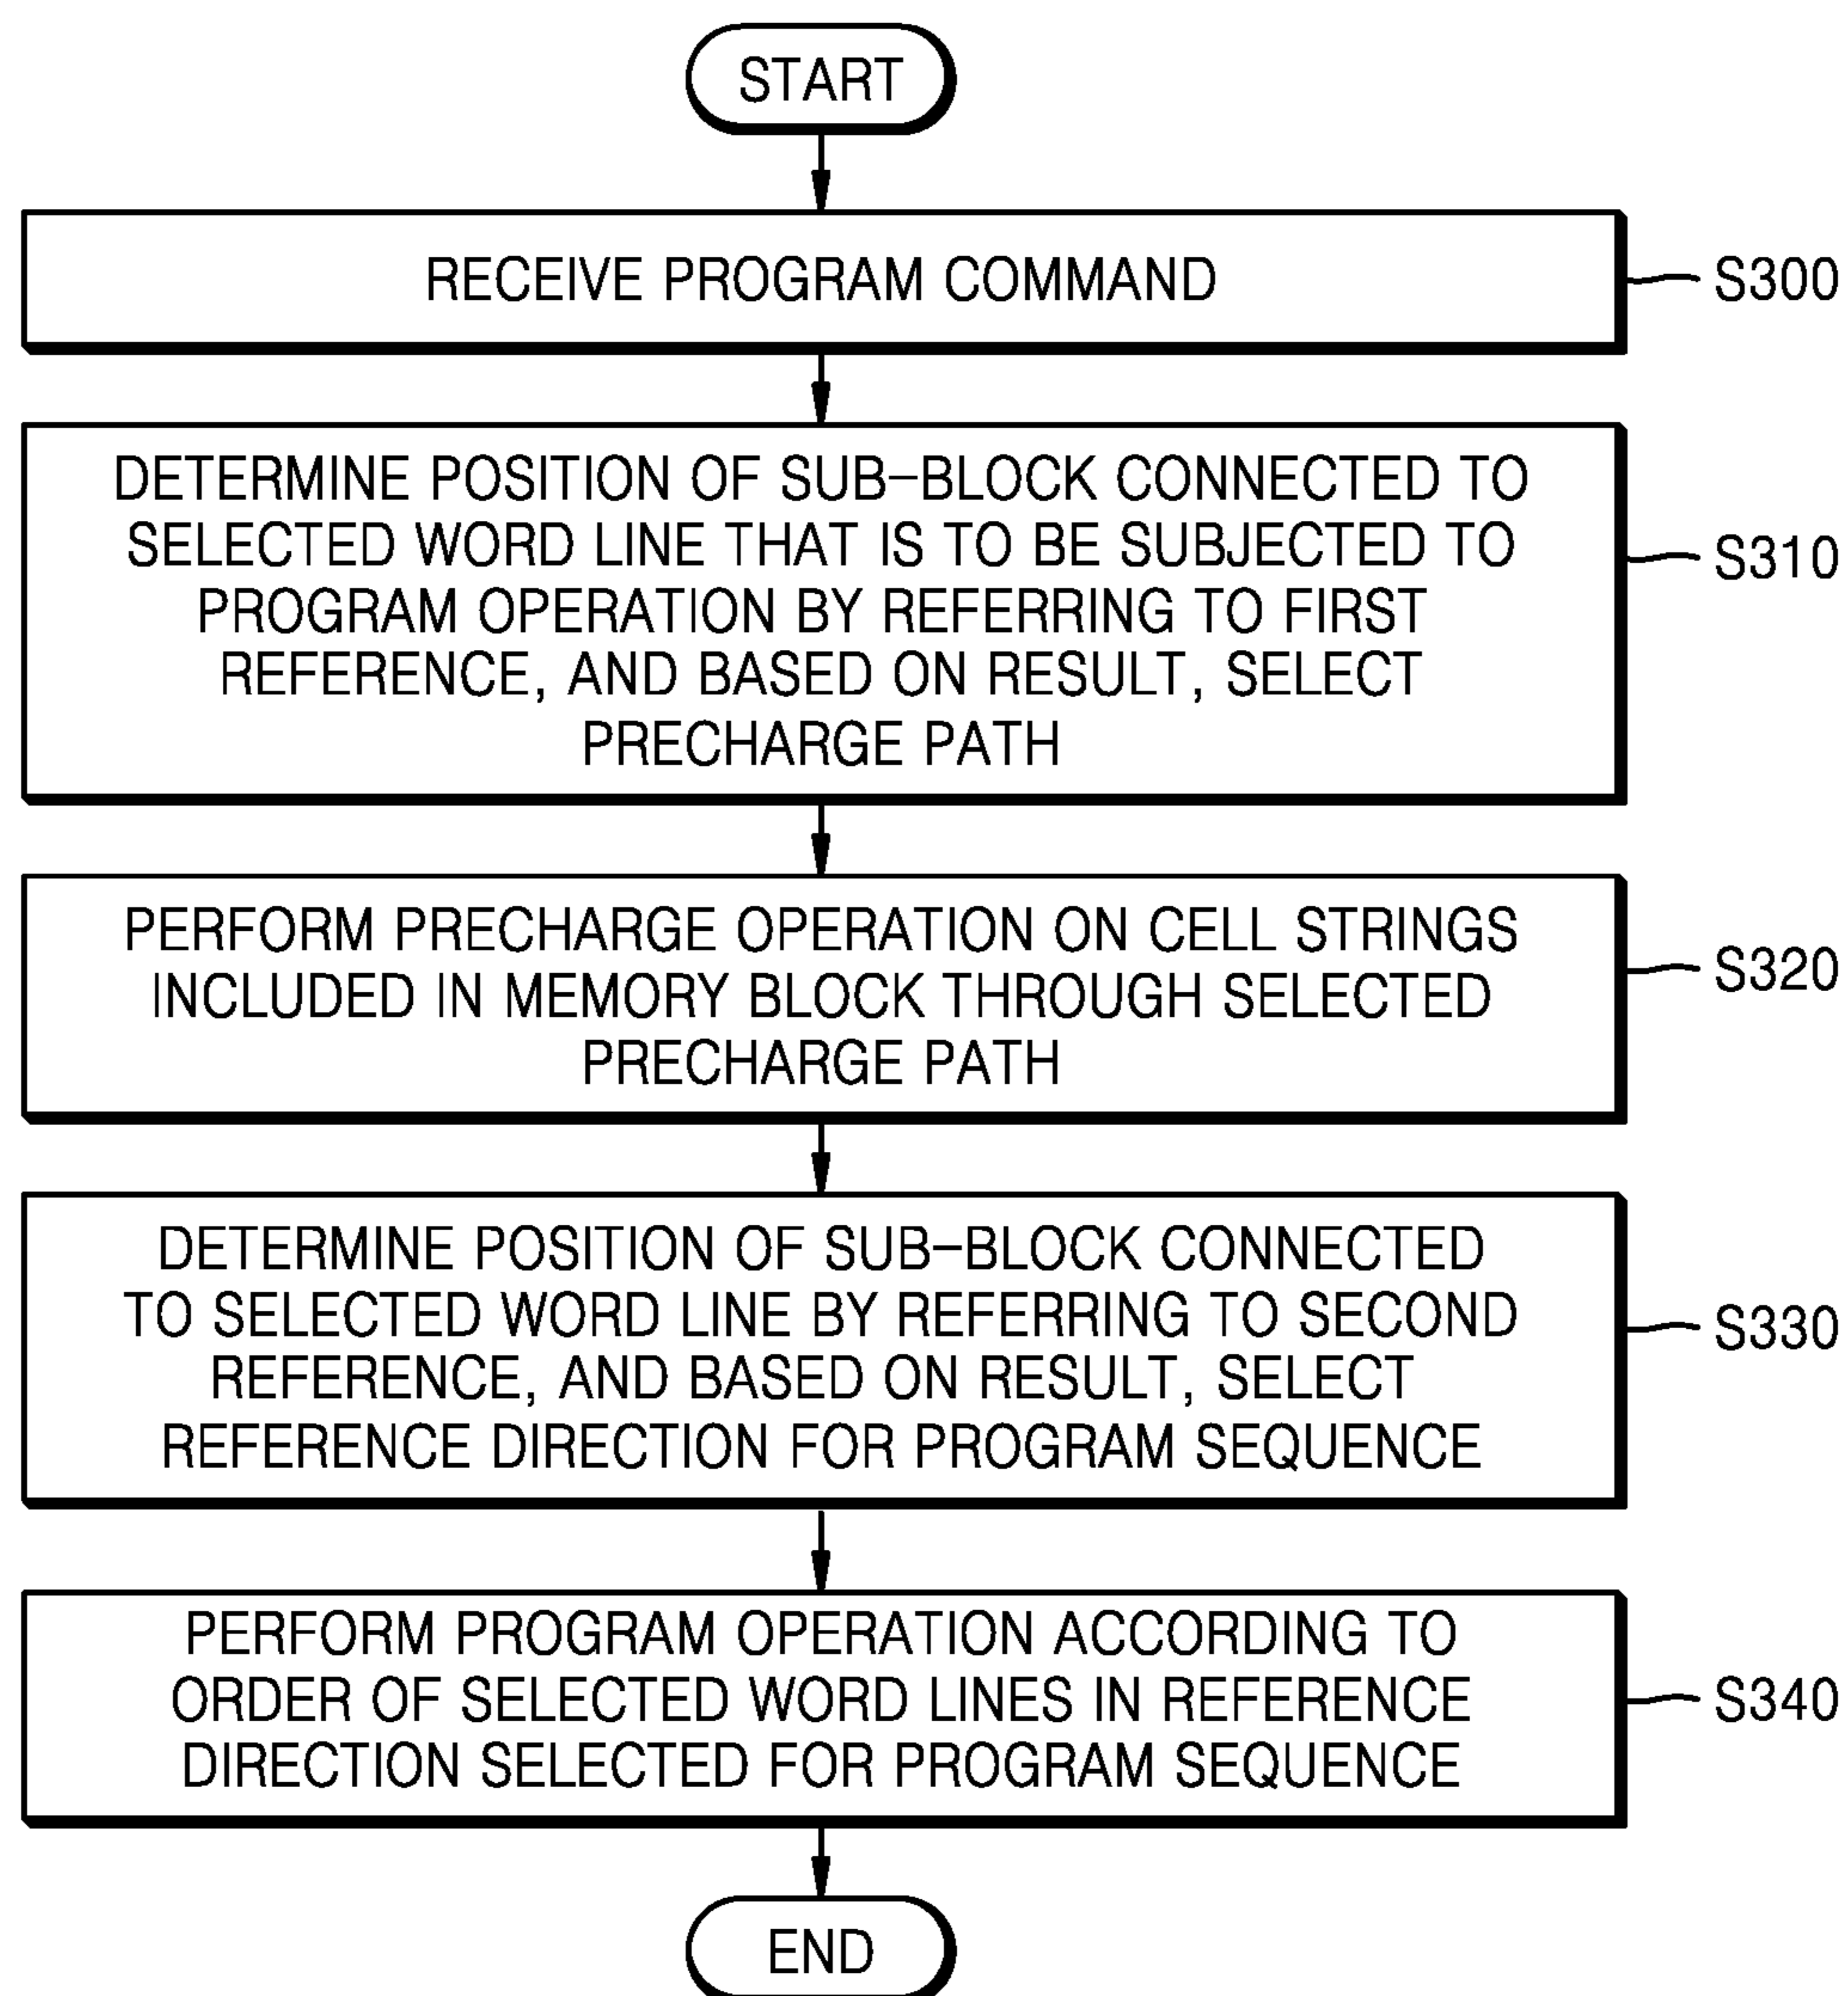 START
RECEIVE PROGRAM COMMAND
S300
DETERMINE POSITION OF SUB-BLOCK CONNECTED TO
SELECTED WORD LINE THAT IS TO BE SUBJECTED TO
PROGRAM OPERATION BY REFERRING TO FIRST
REFERENCE, AND BASED ON RESULT, SELECT
PRECHARGE PATH
S310
PERFORM PRECHARGE OPERATION ON CELL STRINGS
INCLUDED IN MEMORY BLOCK THROUGH SELECTED
PRECHARGE PATH
S320
DETERMINE POSITION OF SUB-BLOCK CONNECTED
TO SELECTED WORD LINE BY REFERRING TO SECOND
REFERENCE, AND BASED ON RESULT, SELECT
REFERENCE DIRECTION FOR PROGRAM SEQUENCE
S330
PERFORM PROGRAM OPERATION ACCORDING TO
ORDER OF SELECTED WORD LINES IN REFERENCE
DIRECTION SELECTED FOR PROGRAM SEQUENCE
S340
END